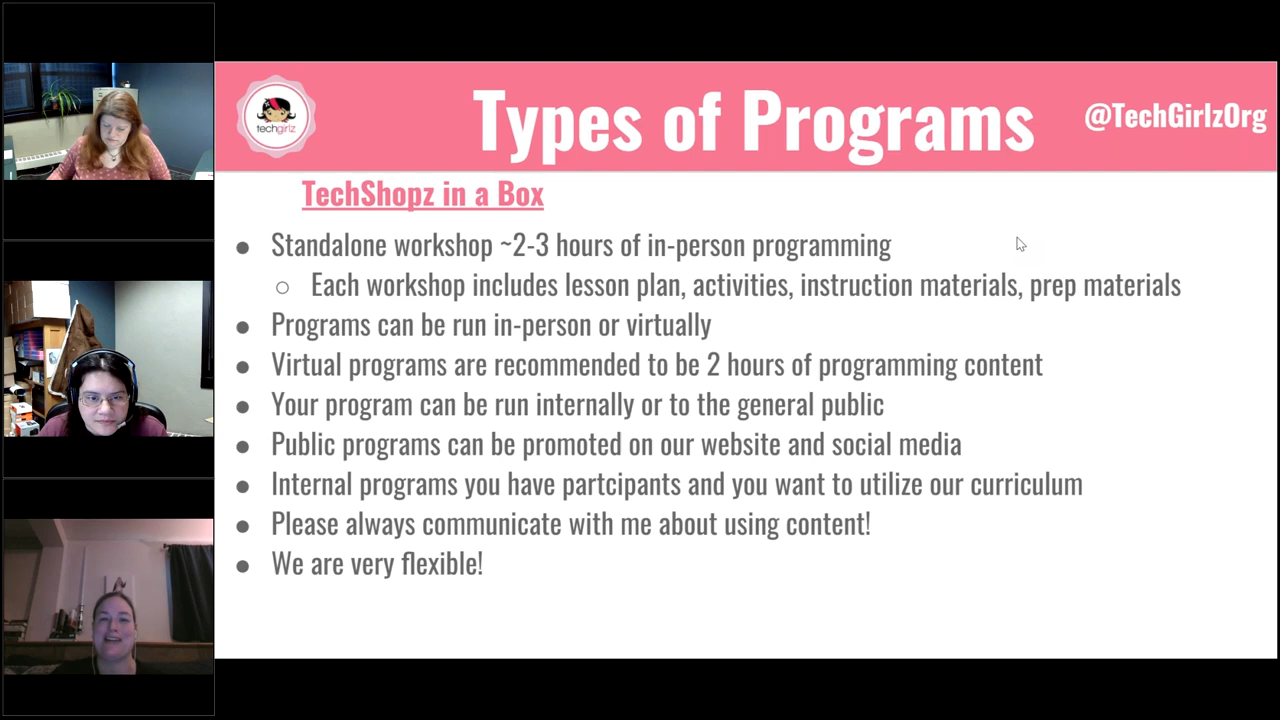 techgirlz
Types of Programs
@TechGirlzOrg
TechShopz in a Box
● Standalone workshop ~2-3 hours of in-person programming
○ Each workshop includes lesson plan, activities, instruction materials, prep materials
● Programs can be run in-person or virtually
● Virtual programs are recommended to be 2 hours of programming content
● Your program can be run internally or to the general public
● Public programs can be promoted on our website and social media
● Internal programs you have partcipants and you want to utilize our curriculum
● Please always communicate with me about using content!
● We are very flexible!